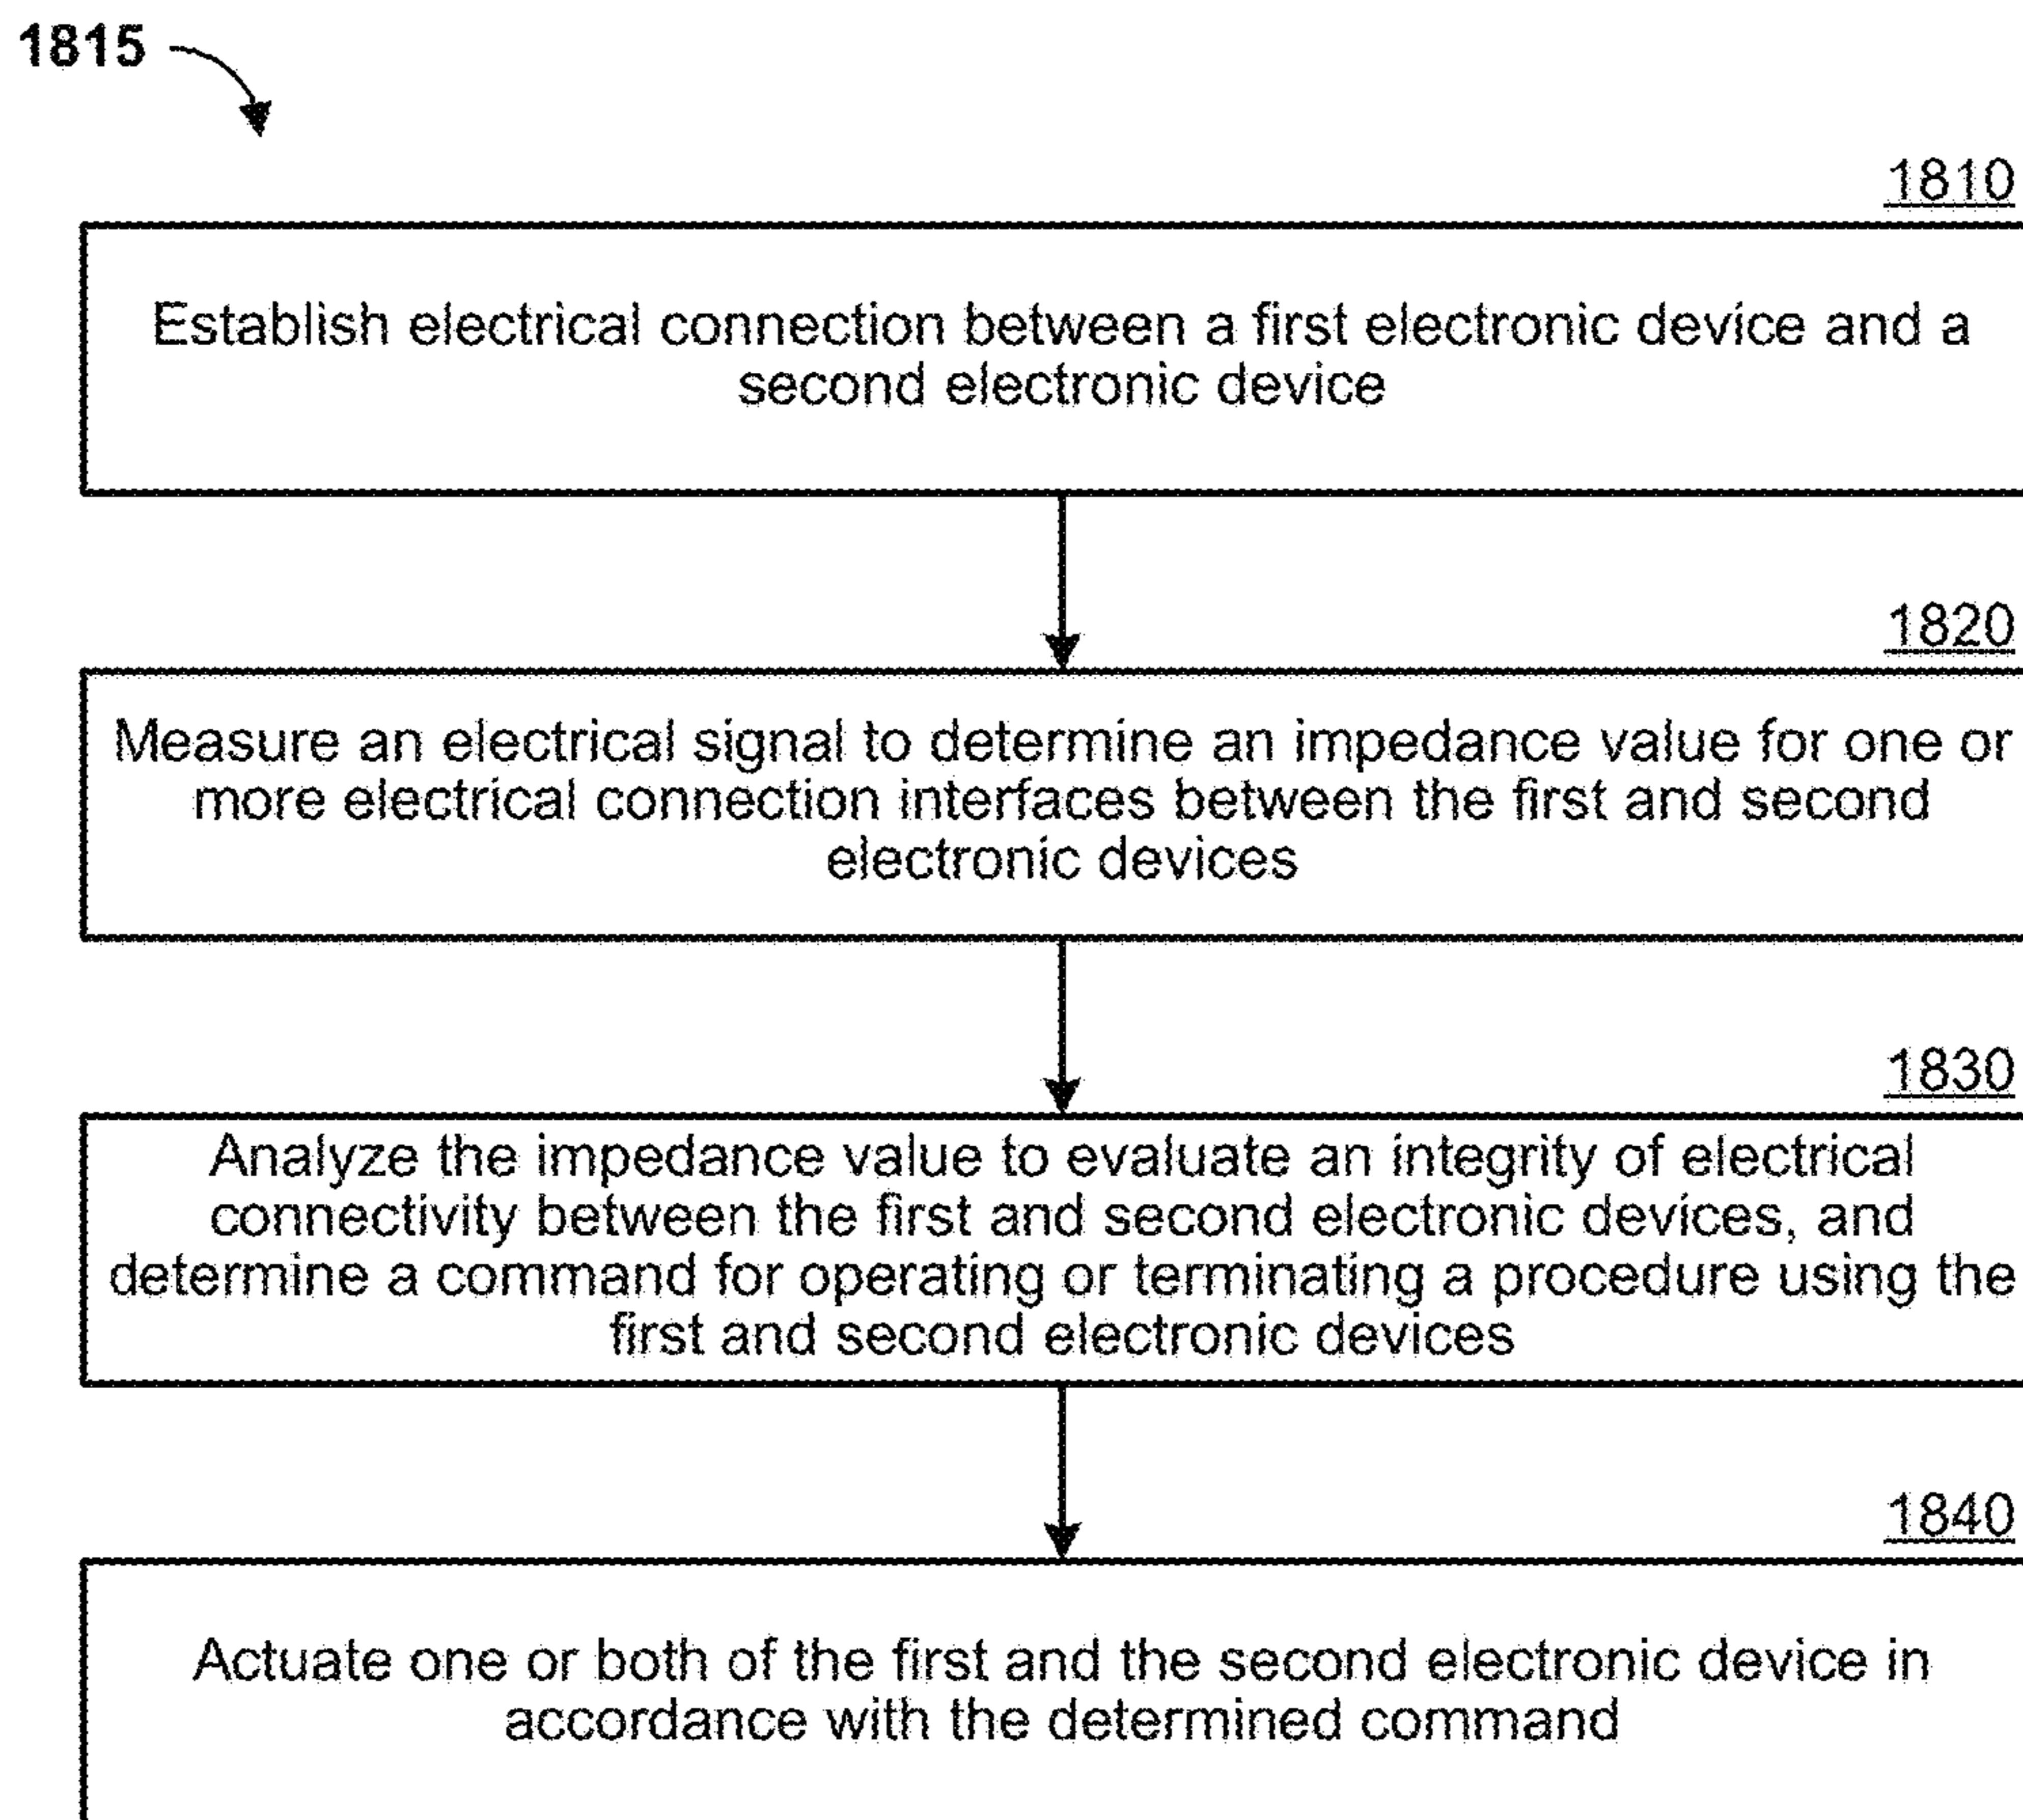 1815
1810
Establish electrical connection between a first electronic device and a
second electronic device
1820
Measure an electrical signal to determine an impedance value for one or
more electrical connection interfaces between the first and second
electronic devices
1830
Analyze the impedance value to evaluate an integrity of electrical
connectivity between the first and second electronic devices, and
determine a command for operating or terminating a procedure using the
first and second electronic devices
1840
Actuate one or both of the first and the second electronic device in
accordance with the determined command